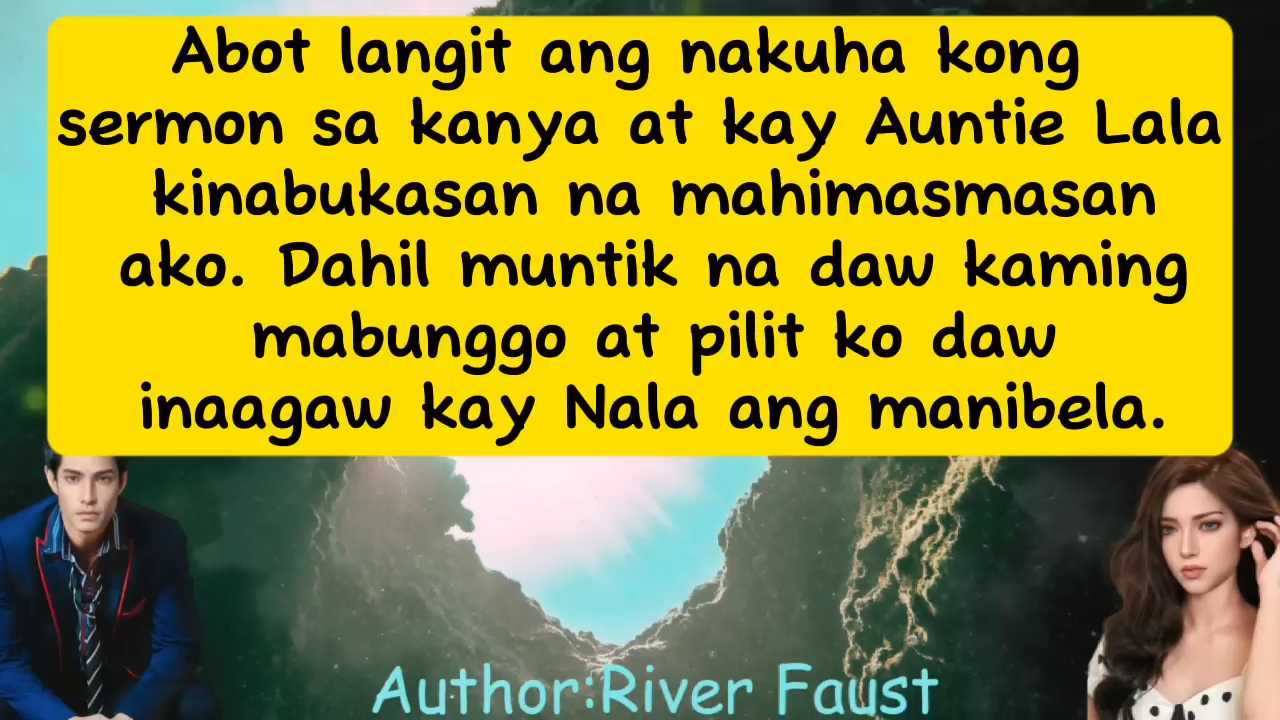 Abot langit ang nakuha kong
sermon sa kanya at kay Auntie Lala
kinabukasan na mahimasmasan
ako. Dahil muntik na daw kaming
mabunggo at pilit ko daw
inaagaw kay Nala ang manibela.
Author:River Faust